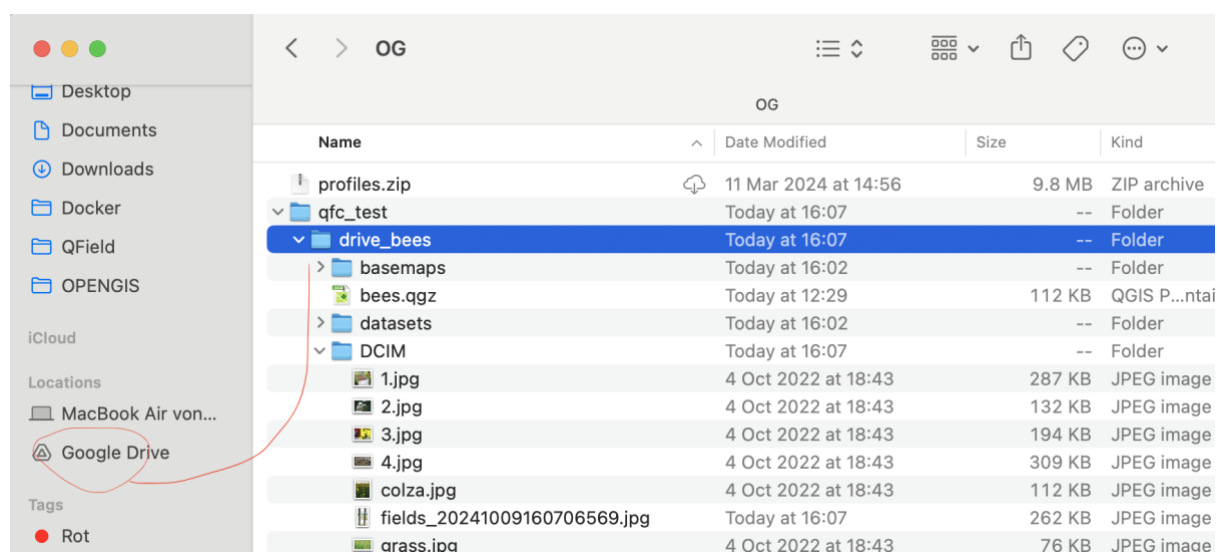 OG
Desktop
Documents
Downloads
Docker
QField
OPENGIS
iCloud
Locations
MacBook Air von...
Google Drive
Tags
Rot
OG
Name Date Modified Size Kind
profiles.zip 11 Mar 2024 at 14:56 9.8 MB ZIP archive
qfc_test Today at 16:07 -- Folder
drive_bees Today at 16:07 -- Folder
basemaps Today at 16:02 -- Folder
bees.qgz Today at 12:29 112 KB QGIS P...ntai
datasets Today at 16:02 -- Folder
DCIM Today at 16:07 -- Folder
1.jpg 4 Oct 2022 at 18:43 287 KB JPEG image
2.jpg 4 Oct 2022 at 18:43 132 KB JPEG image
3.jpg 4 Oct 2022 at 18:43 194 KB JPEG image
4.jpg 4 Oct 2022 at 18:43 309 KB JPEG image
colza.jpg 4 Oct 2022 at 18:43 112 KB JPEG image
fields_20241009160706569.jpg Today at 16:07 262 KB JPEG image
grass.jpg 4 Oct 2022 at 18:43 76 KB JPEG image